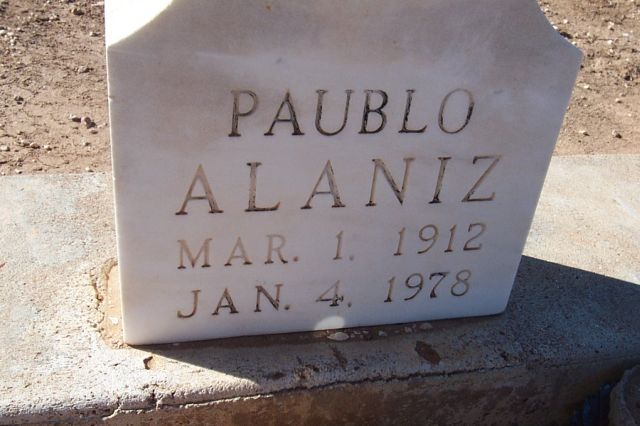 PAUBLO
ALANIZ
MAR. 1. 1912
JAN. 4. 1978